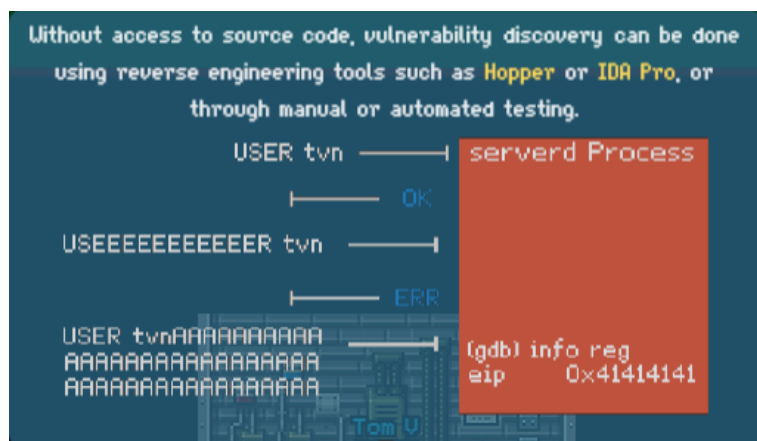 Without access to source code, vulnerability discovery can be done
using reverse engineering tools such as Hopper or IDA Pro, or
through manual or automated testing.
USER tvn
serverd Process
OK
USEEEEEEEEEEEER tvn
ERR
USER tvnAAAAAAAAAA
AAAAAAAAAAAAAAAAA
AAAAAAAAAAAAAAAAA
(gdb) info reg
eip 0x41414141
Tom V